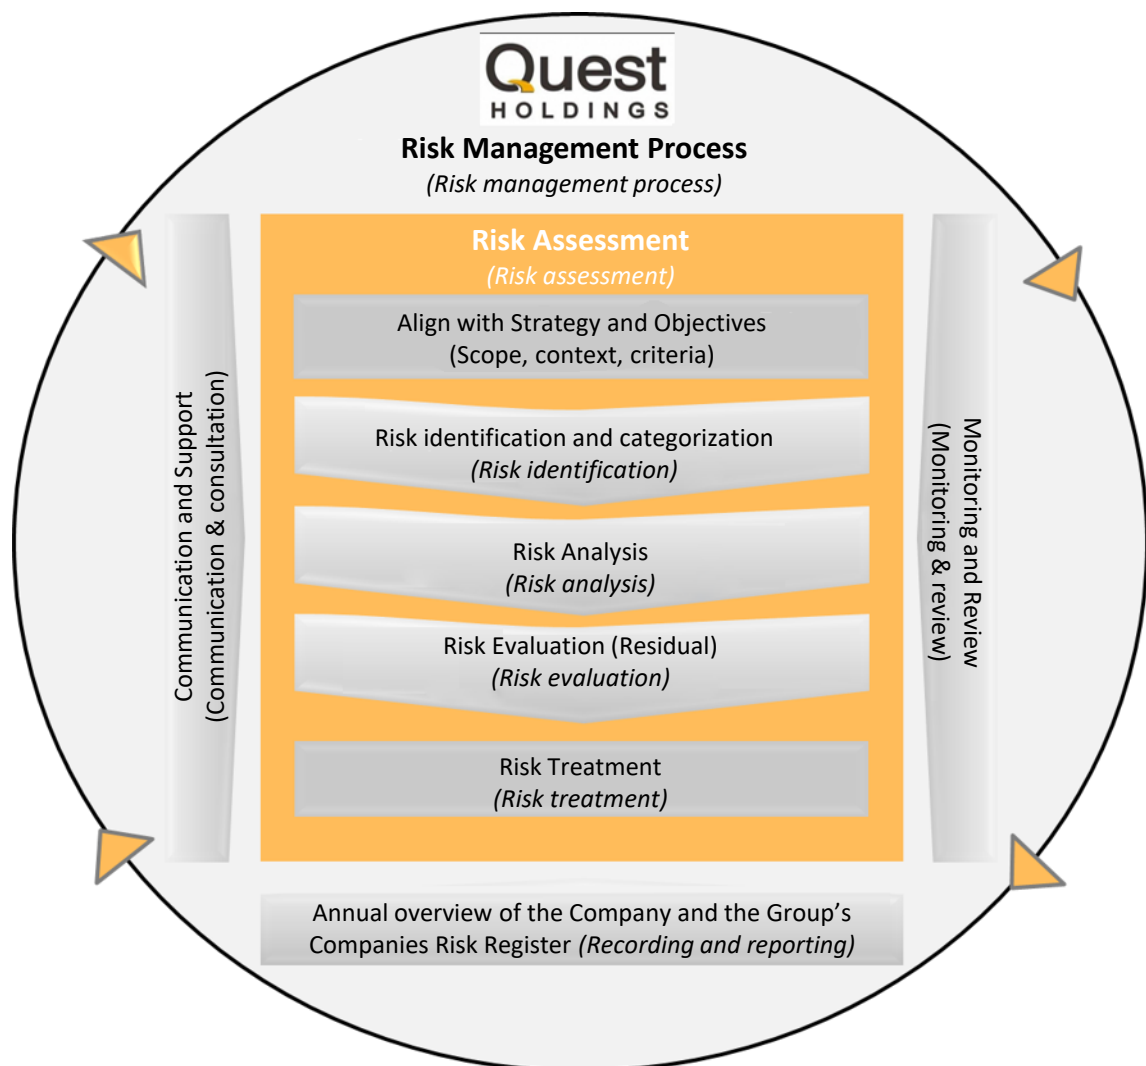 Quest
HOLDINGS
Risk Management Process
(Risk management process)
Risk Assessment
(Risk assessment)
Align with Strategy and Objectives
(Scope, context, criteria)
Risk identification and categorization
(Risk identification)
Risk Analysis
(Risk analysis)
Risk Evaluation (Residual)
(Risk evaluation)
Risk Treatment
(Risk treatment)
Communication and Support
(Communication & consultation)
Monitoring and Review
(Monitoring & review)
Annual overview of the Company and the Group’s
Companies Risk Register (Recording and reporting)